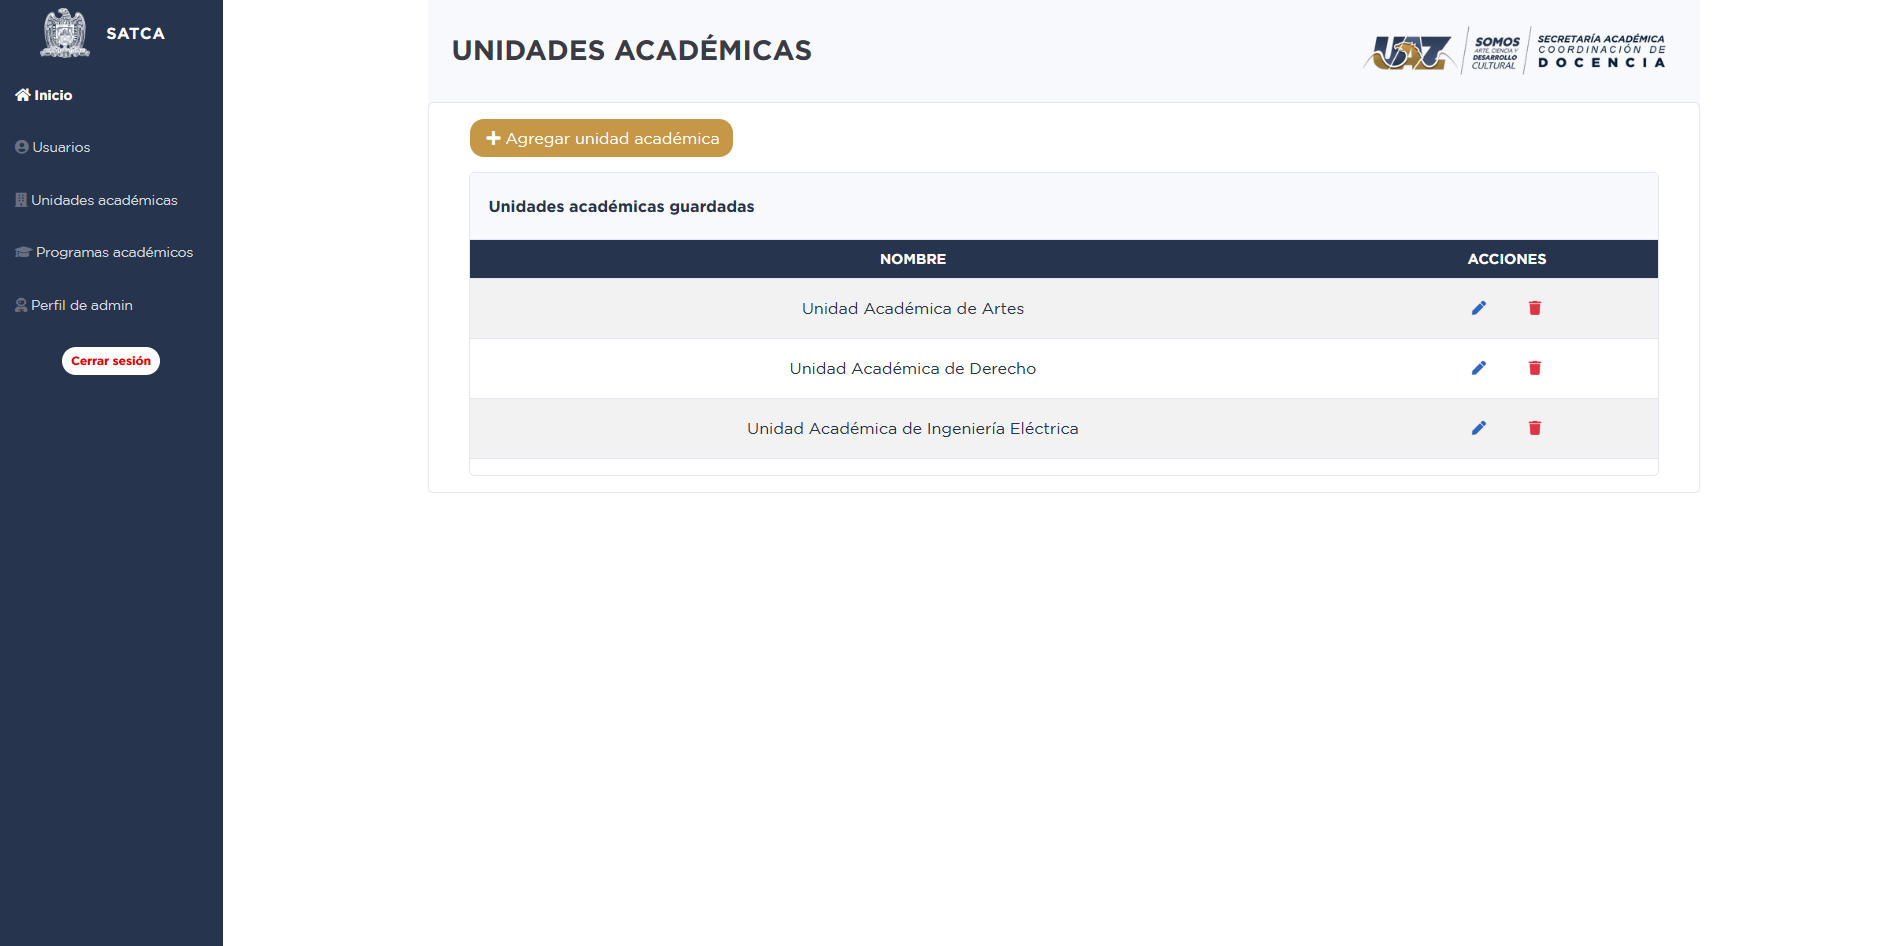 SATCA
Inicio
Usuarios
Unidades académicas
Programas académicos
Perfil de admin
Cerrar sesión
UNIDADES ACADÉMICAS
UAZ
SOMOS
ARTE, CIENCIA Y
DESARROLLO
CULTURAL
SECRETARÍA ACADÉMICA
COORDINACIÓN DE
DOCENCIA
Agregar unidad académica
Unidades académicas guardadas
NOMBRE ACCIONES
Unidad Académica de Artes
Unidad Académica de Derecho
Unidad Académica de Ingeniería Eléctrica